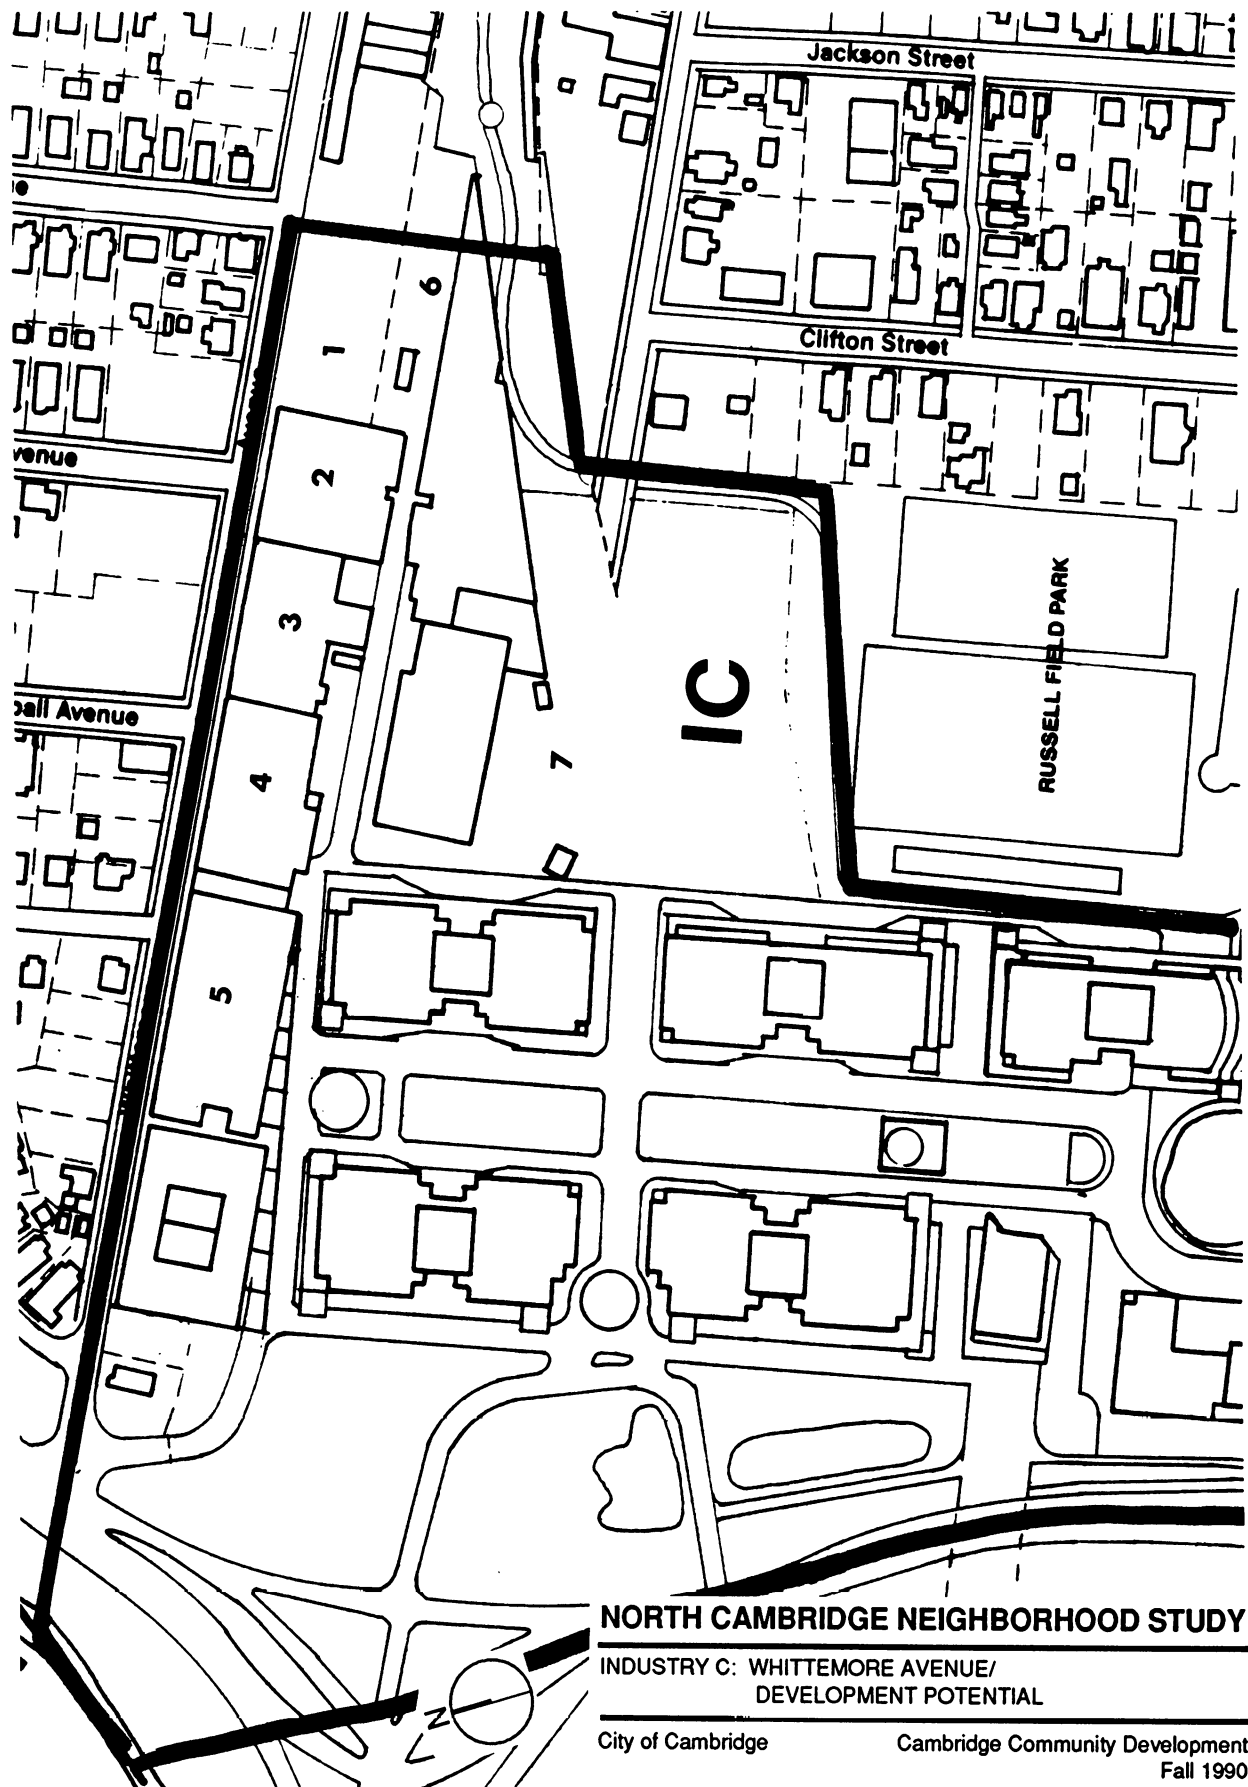 Jackson Street
Clifton Street
6
1
2
venue
3
RUSSELL FIELD PARK
IC
ball Avenue
7
4
5
N
NORTH CAMBRIDGE NEIGHBORHOOD STUDY
INDUSTRY C: WHITTEMORE AVENUE/
DEVELOPMENT POTENTIAL
City of Cambridge
Cambridge Community Development
Fall 1990